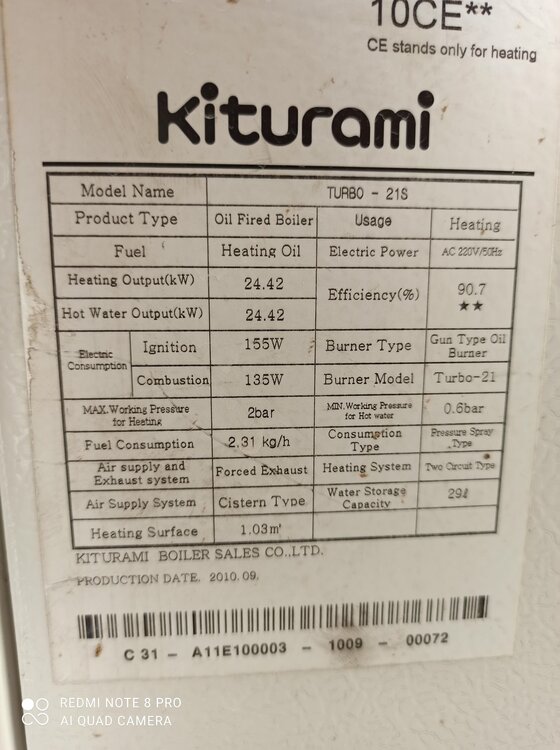 10CE**
CE stands only for heating
Kiturami
Model Name TURBO - 21S
Product Type Oil Fired Boiler Usage Heating
Fuel Heating Oil Electric Power AC 220V/50Hz
Heating Output(kW) 24.42 Efficiency(%) 90.7 ★★
Hot Water Output(kW) 24.42
Electric Consumption Ignition 155W Burner Type Gun Type Oil Burner
Combustion 135W Burner Model Turbo-21
MAX.Working Pressure for Heating 2bar MIN.Working Pressure for Hot water 0.6bar
Fuel Consumption 2.31 kg/h Consumption Type Pressure Spray Type
Air supply and Exhaust system Forced Exhaust Heating System Two Circuit Type
Air Supply System Cistern Type Water Storage Capacity 29ℓ
Heating Surface 1.03㎡
KITURAMI BOILER SALES CO.,LTD.
PRODUCTION DATE. 2010.09.
C 31 - A11E100003 - 1009 - 00072
REDMI NOTE 8 PRO
AI QUAD CAMERA